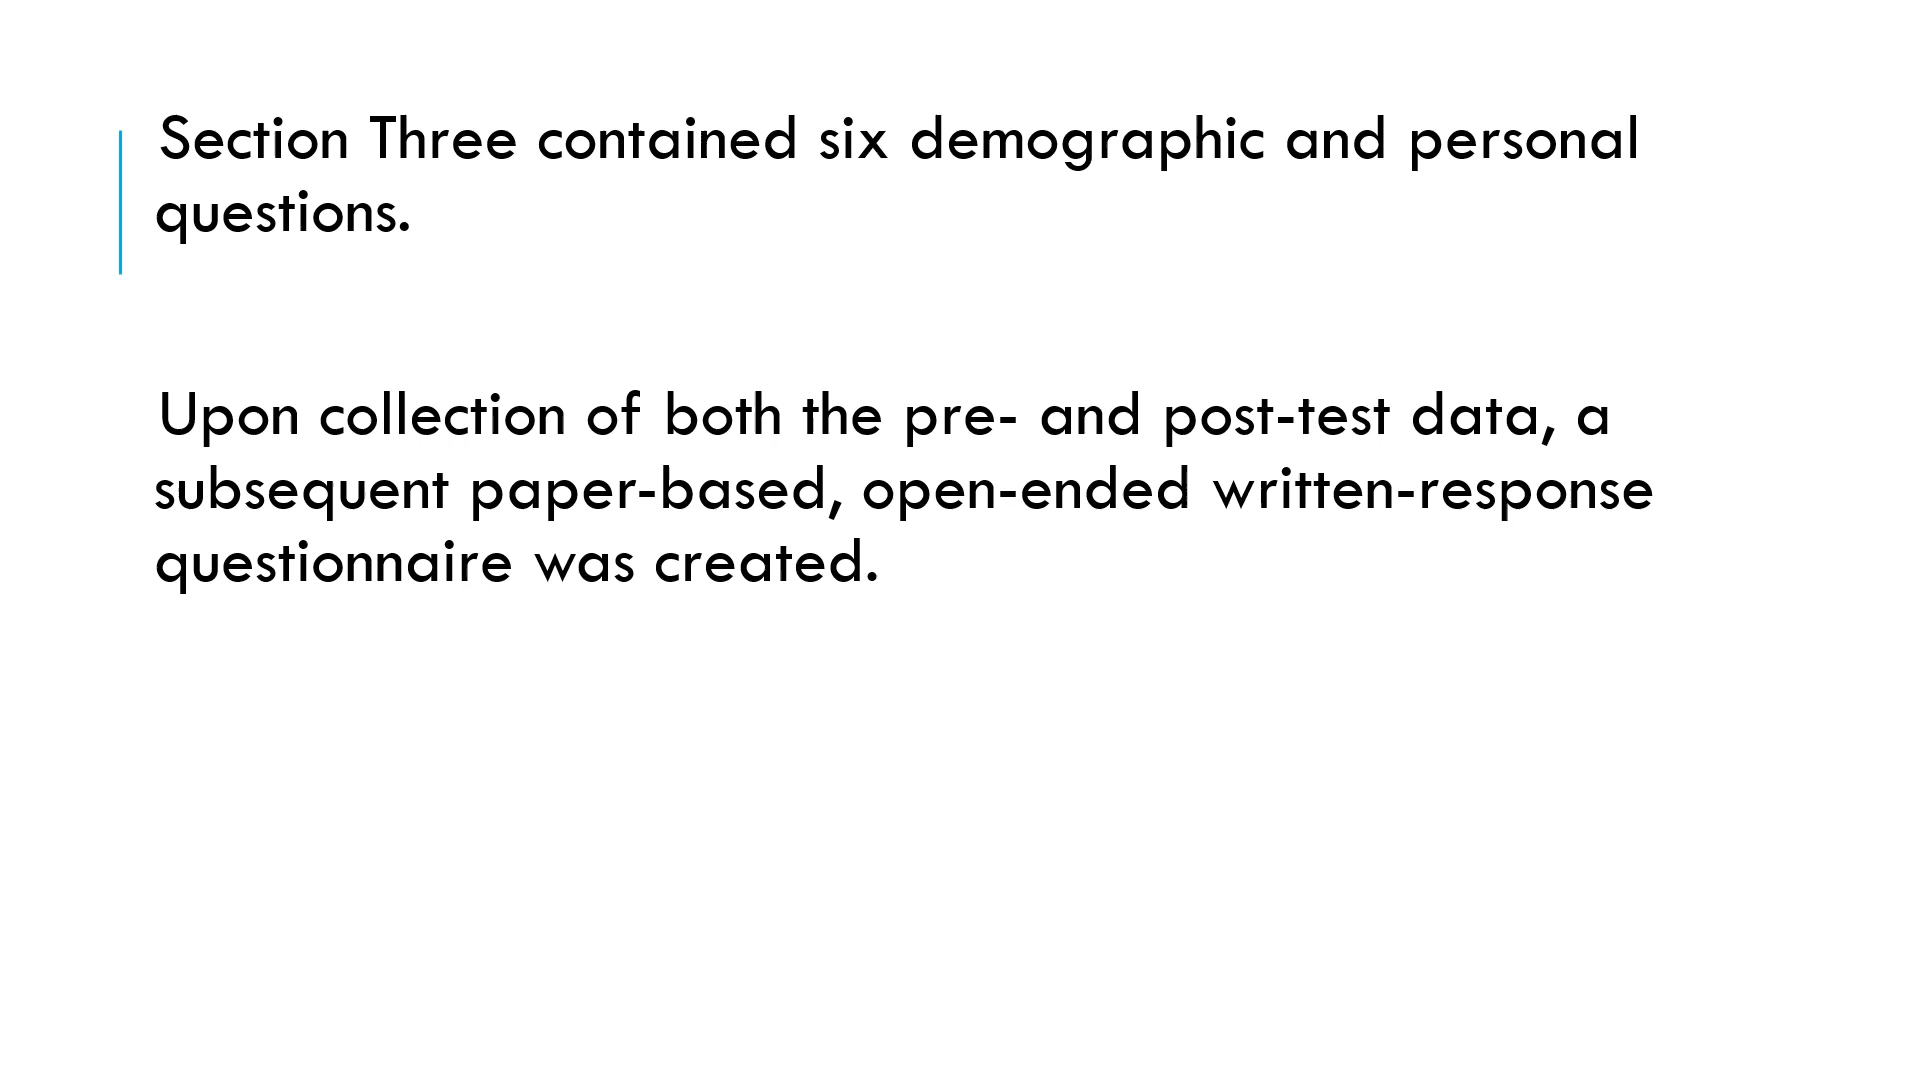 Section Three contained six demographic and personal
questions.
Upon collection of both the pre- and post-test data, a
subsequent paper-based, open-ended written-response
questionnaire was created.